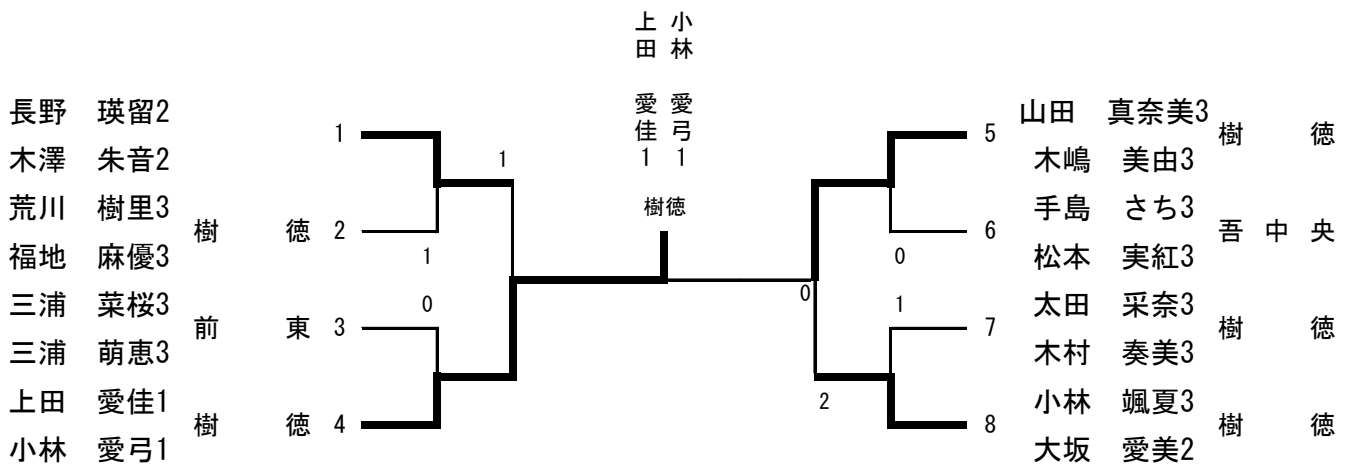 上田 愛佳1
小林 愛弓1
樹徳
長野 瑛留2
木澤 朱音2
1
荒川 樹里3
福地 麻優3
樹 徳 2
三浦 菜桜3
三浦 萌恵3
前 東 3
上田 愛佳1
小林 愛弓1
樹 徳 4
1
1
0
0
0
1
2
5 山田 真奈美3
木嶋 美由3
樹 徳
6 手島 さち3
松本 実紅3
吾 中 央
7 太田 采奈3
木村 奏美3
樹 徳
8 小林 颯夏3
大坂 愛美2
樹 徳